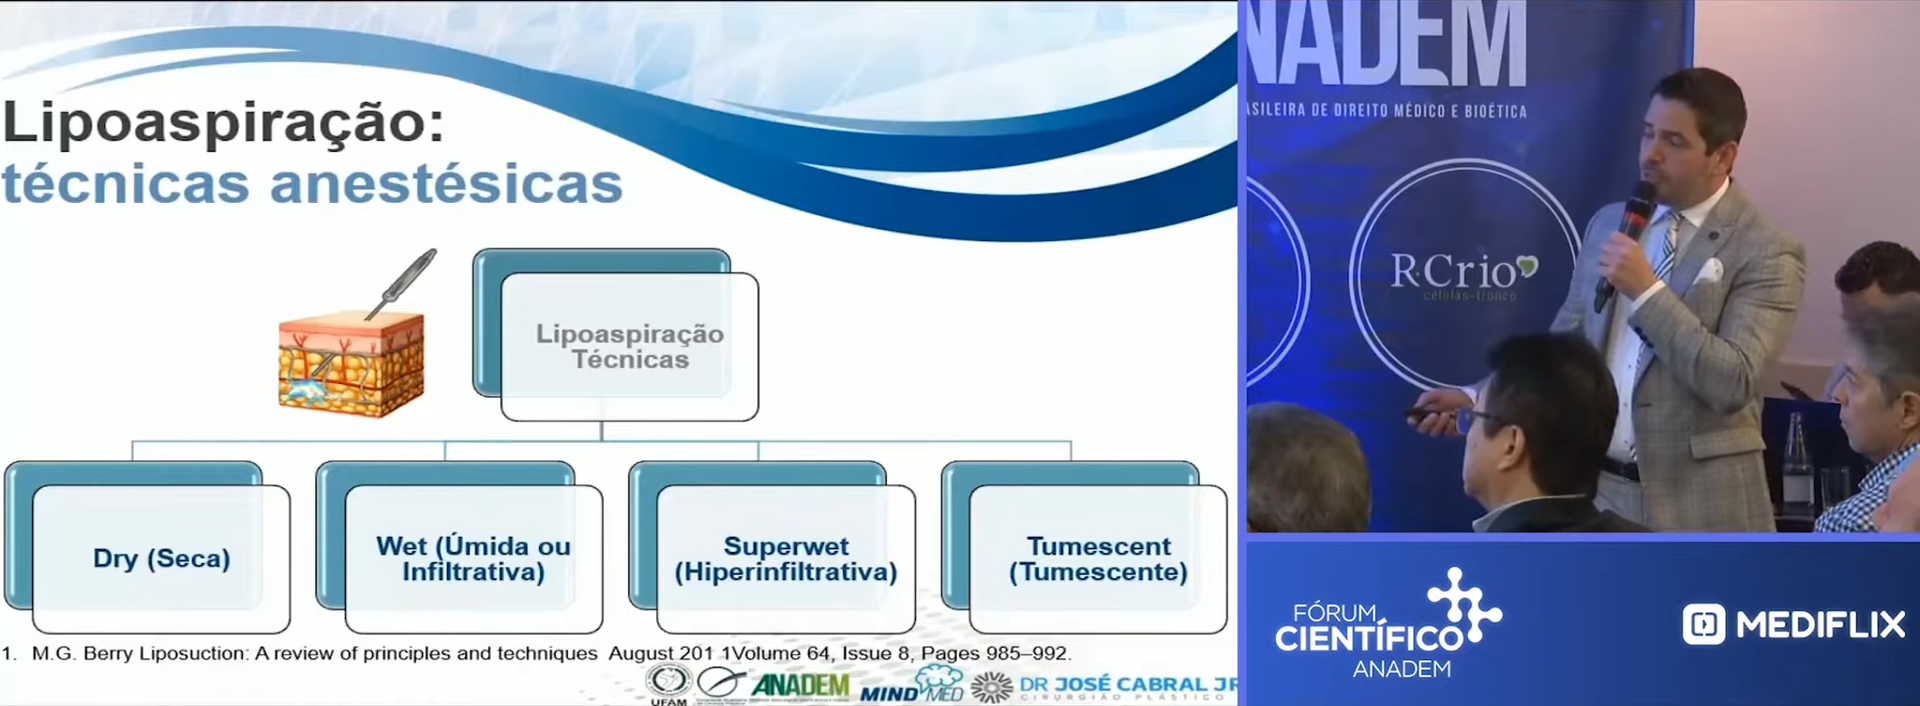 Lipoaspiração:
técnicas anestésicas
Lipoaspiração
Técnicas
Dry (Seca)
Wet (Úmida ou
Infiltrativa)
Superwet
(Hiperinfiltrativa)
Tumescent
(Tumescente)
1. M.G. Berry Liposuction: A review of principles and techniques August 201 1Volume 64, Issue 8, Pages 985–992.
UFAM
ANADEM
MINDMED
DR JOSÉ CABRAL JR
CIRURGIÃO PLÁSTICO
NADEM
ASILEIRA DE DIREITO MÉDICO E BIOÉTICA
R·Crio
células-tronco
FÓRUM
CIENTÍFICO
ANADEM
MEDIFLIX